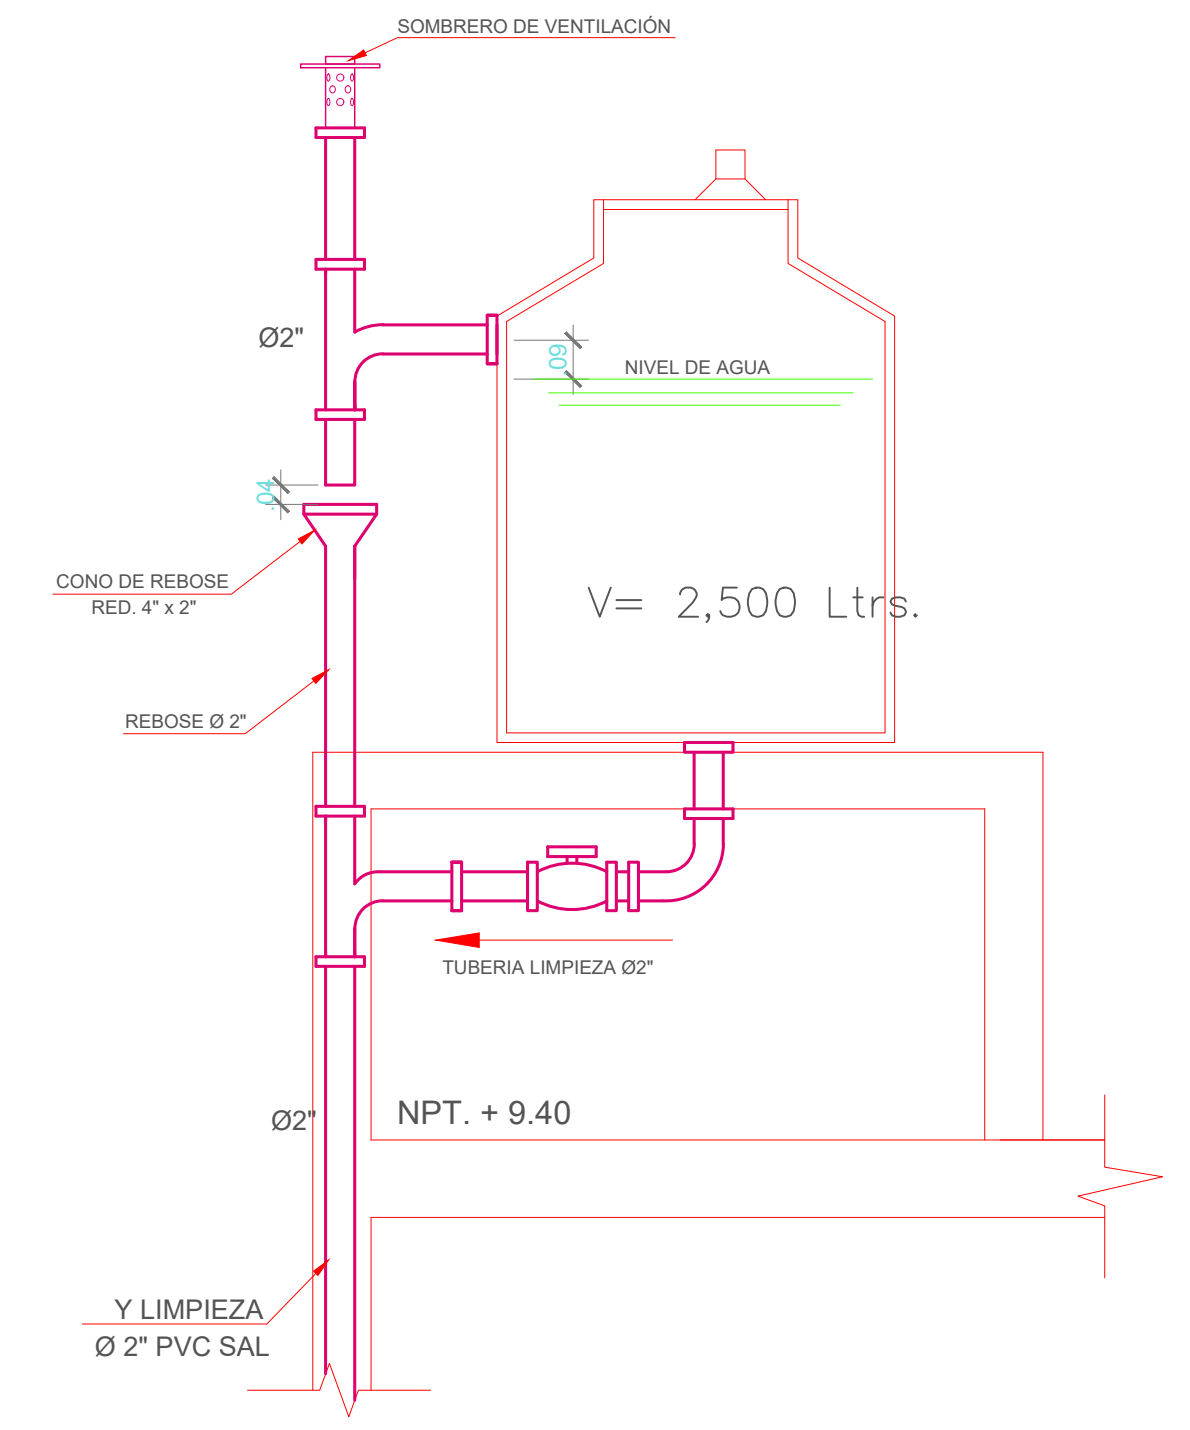 SOMBRERO DE VENTILACIÓN
Ø2"
.09
NIVEL DE AGUA
.04
CONO DE REBOSE
RED. 4" x 2"
V= 2,500 Ltrs.
REBOSE Ø 2"
TUBERIA LIMPIEZA Ø2"
Ø2"
NPT. + 9.40
Y LIMPIEZA
Ø 2" PVC SAL